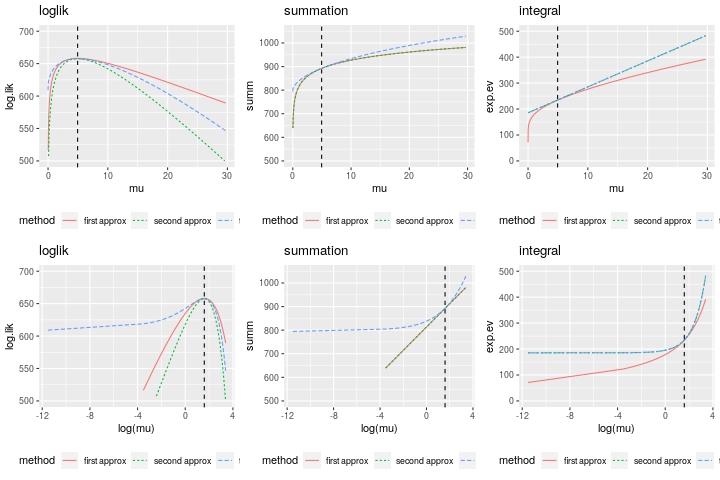 loglik
summation
integral
700
650
600
550
500
log.lik
0
10
20
30
mu
1000
900
800
700
600
500
summ
0
10
20
30
mu
500
400
300
200
100
0
exp.ev
0
10
20
30
mu
method first approx second approx
method first approx second approx
method first approx second approx
loglik
summation
integral
700
650
600
550
500
log.lik
-12
-8
-4
0
4
log(mu)
1000
900
800
700
600
500
summ
-12
-8
-4
0
4
log(mu)
500
400
300
200
100
0
exp.ev
-12
-8
-4
0
4
log(mu)
method first approx second approx
method first approx second approx
method first approx second approx